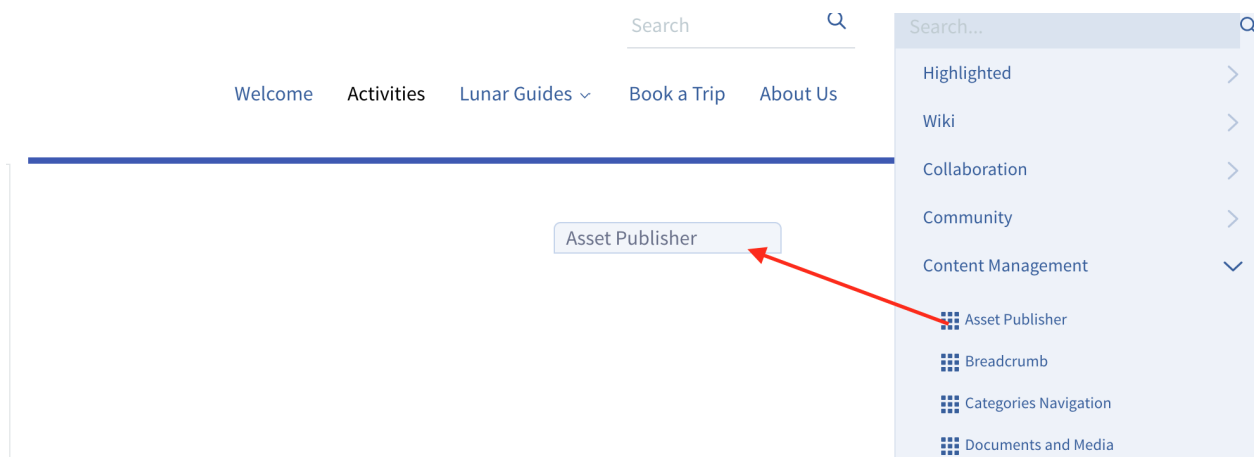 Search
Welcome Activities Lunar Guides Book a Trip About Us
Asset Publisher
Search...
Highlighted
Wiki
Collaboration
Community
Content Management
Asset Publisher
Breadcrumb
Categories Navigation
Documents and Media